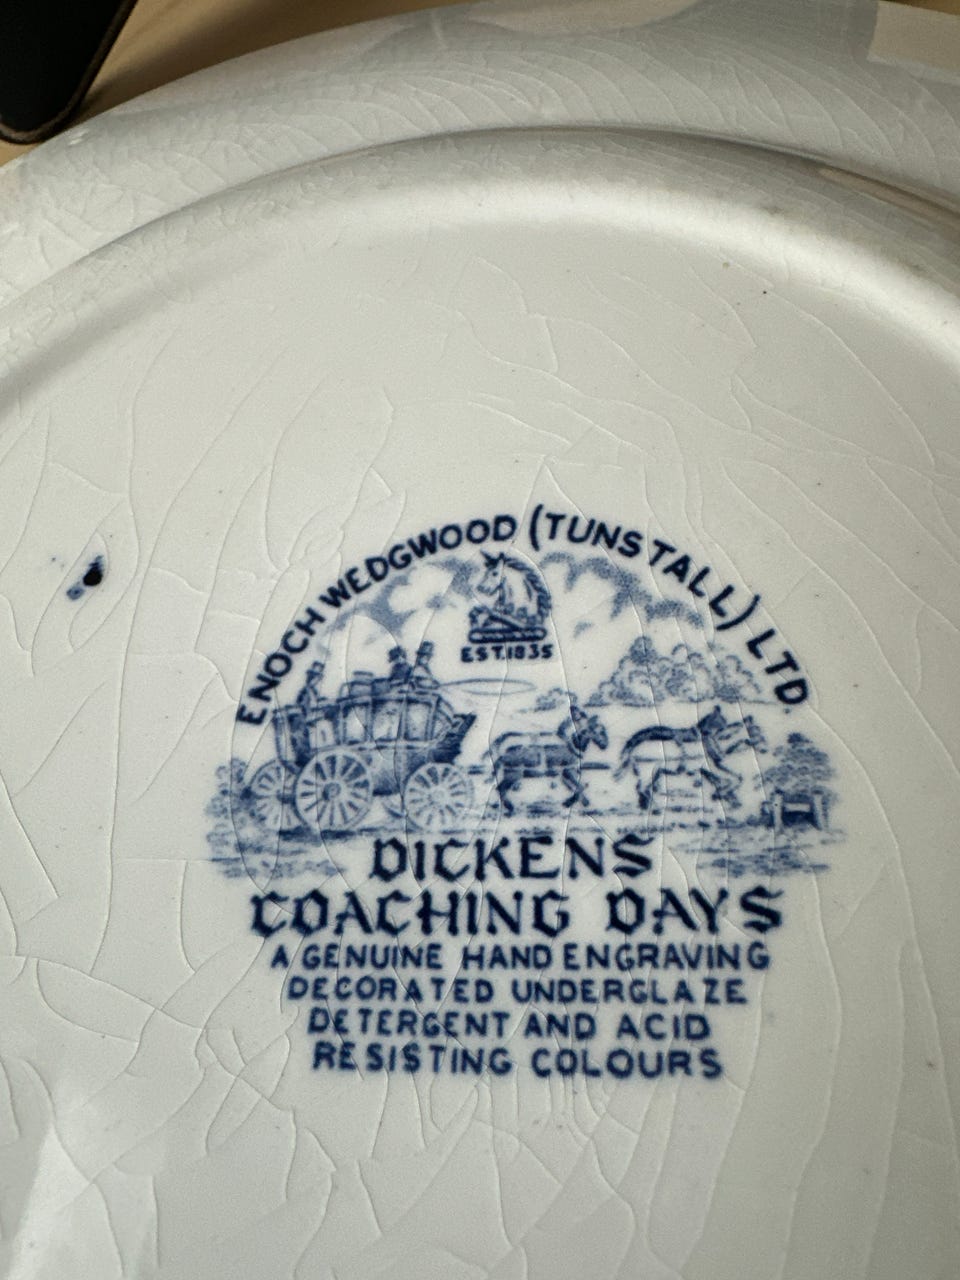 ENOCH WEDGWOOD (TUNSTALL) LTD.
EST. 1835
DICKENS
COACHING DAYS
A GENUINE HAND ENGRAVING
DECORATED UNDERGLAZE
DETERGENT AND ACID
RESISTING COLOURS